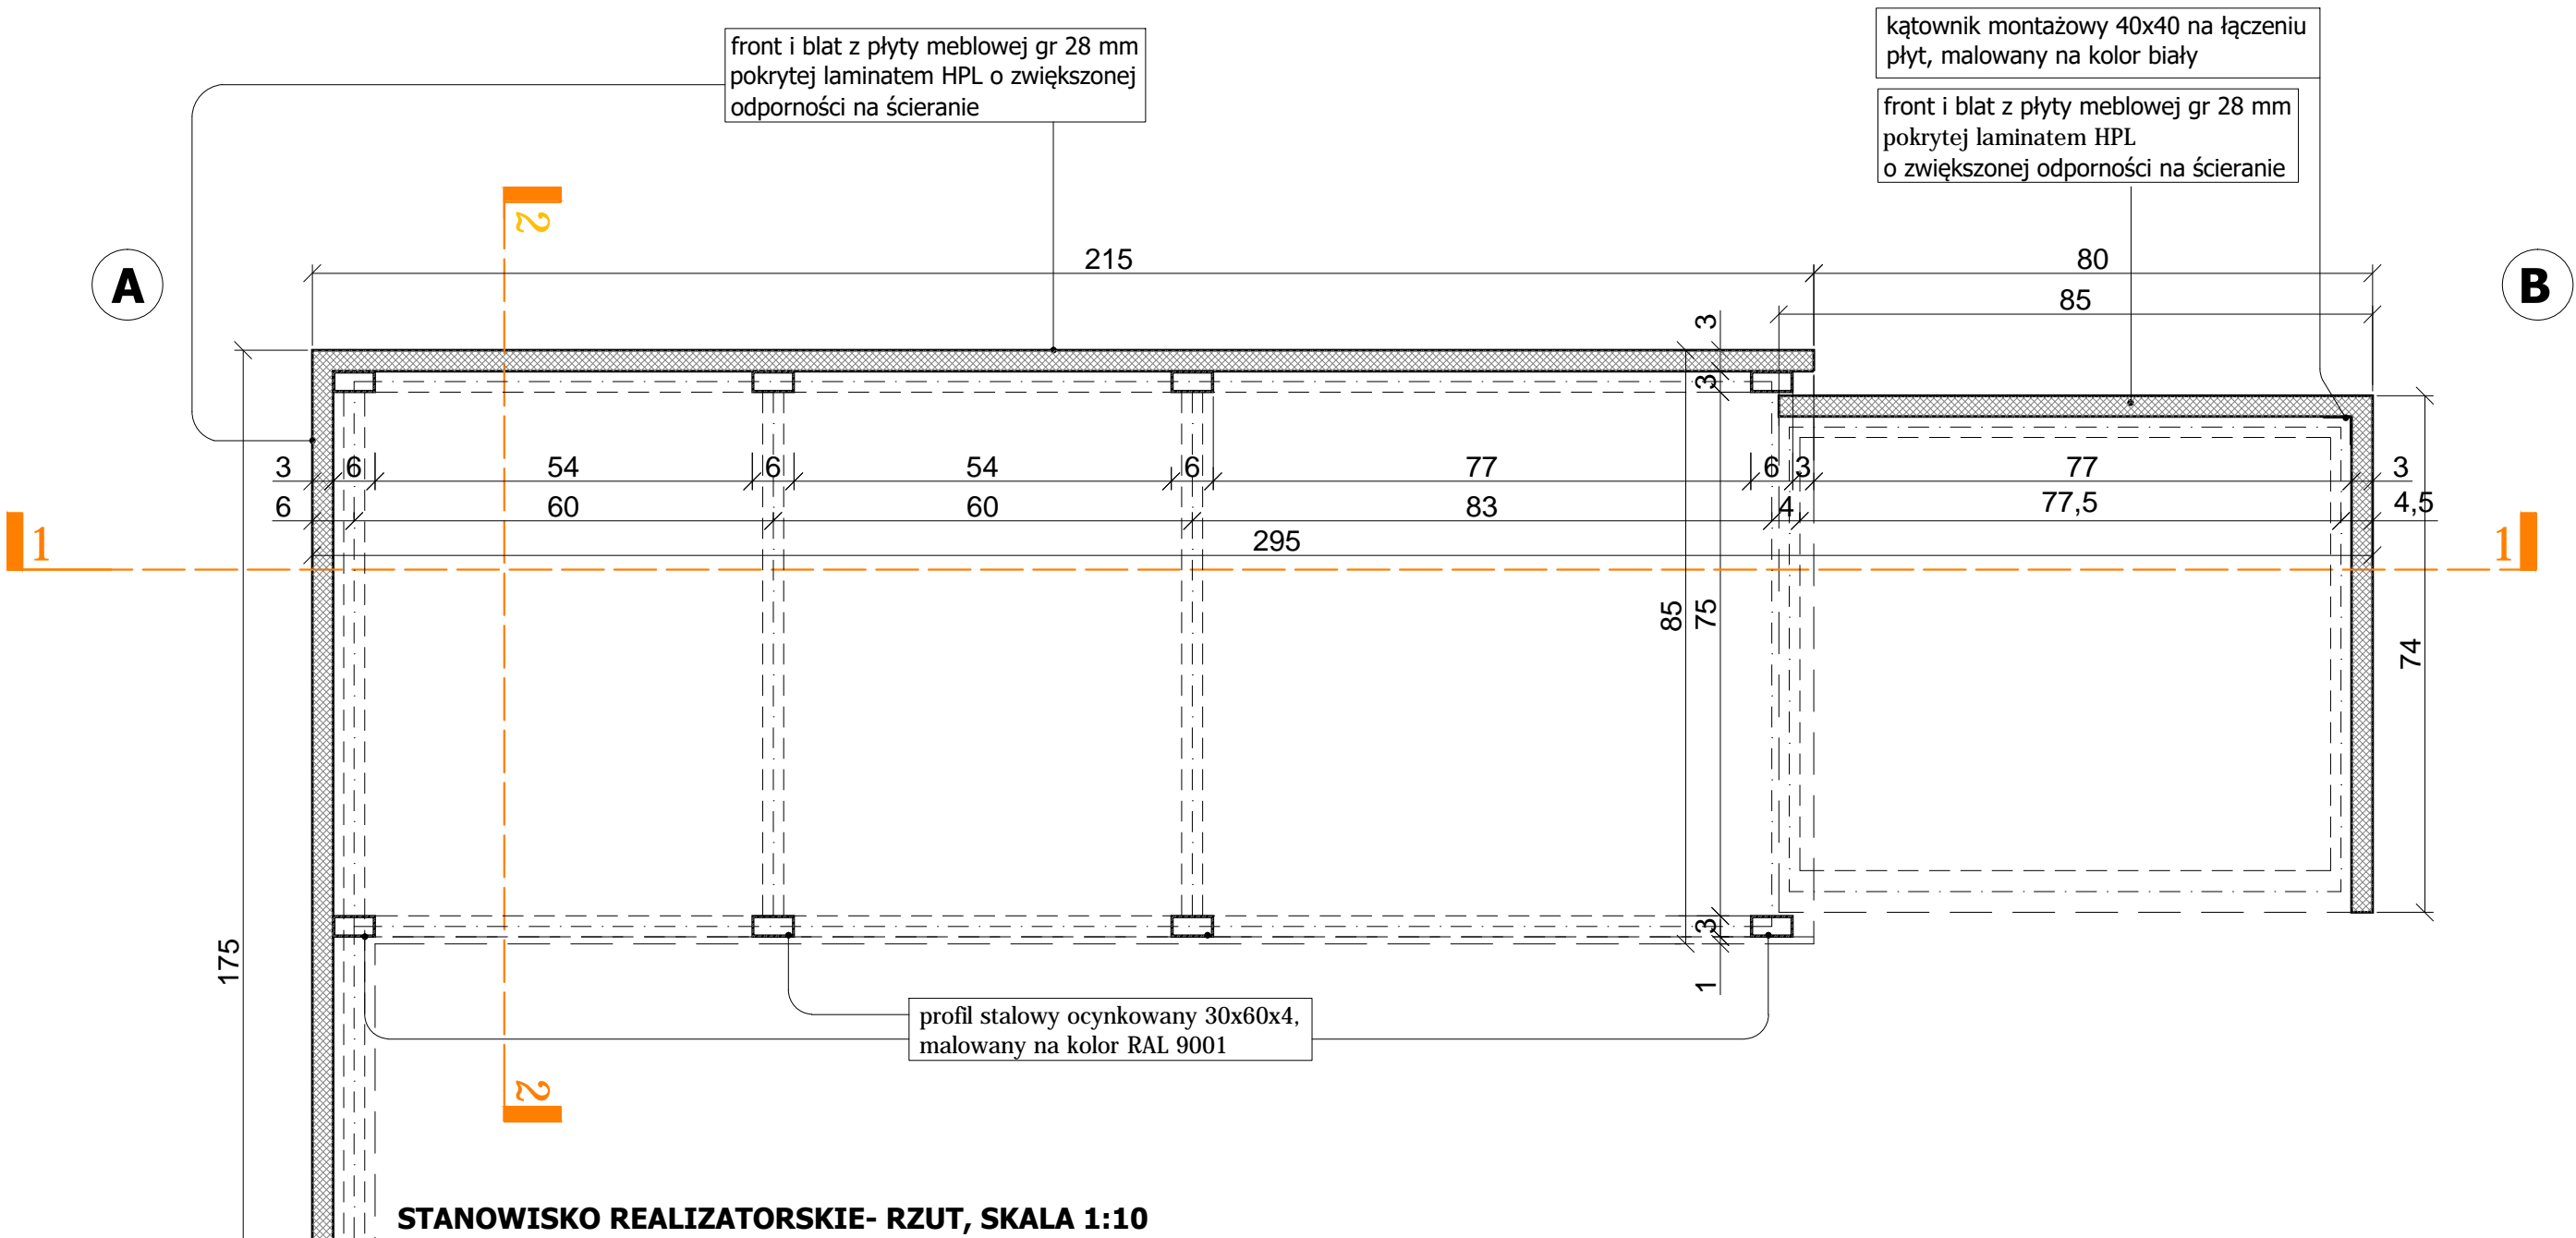 front i blat z płyty meblowej gr 28 mm
pokrytej laminatem HPL o zwiększonej
odporności na ścieranie
kątownik montażowy 40x40 na łączeniu
płyt, malowany na kolor biały
front i blat z płyty meblowej gr 28 mm
pokrytej laminatem HPL
o zwiększonej odporności na ścieranie
2
A
215
80
B
85
3
3
3
6
54
6
54
6
77
6
3
77
3
6
60
60
83
4
77,5
4,5
295
1
1
85
75
74
175
3
1
profil stalowy ocynkowany 30x60x4,
malowany na kolor RAL 9001
2
STANOWISKO REALIZATORSKIE- RZUT, SKALA 1:10